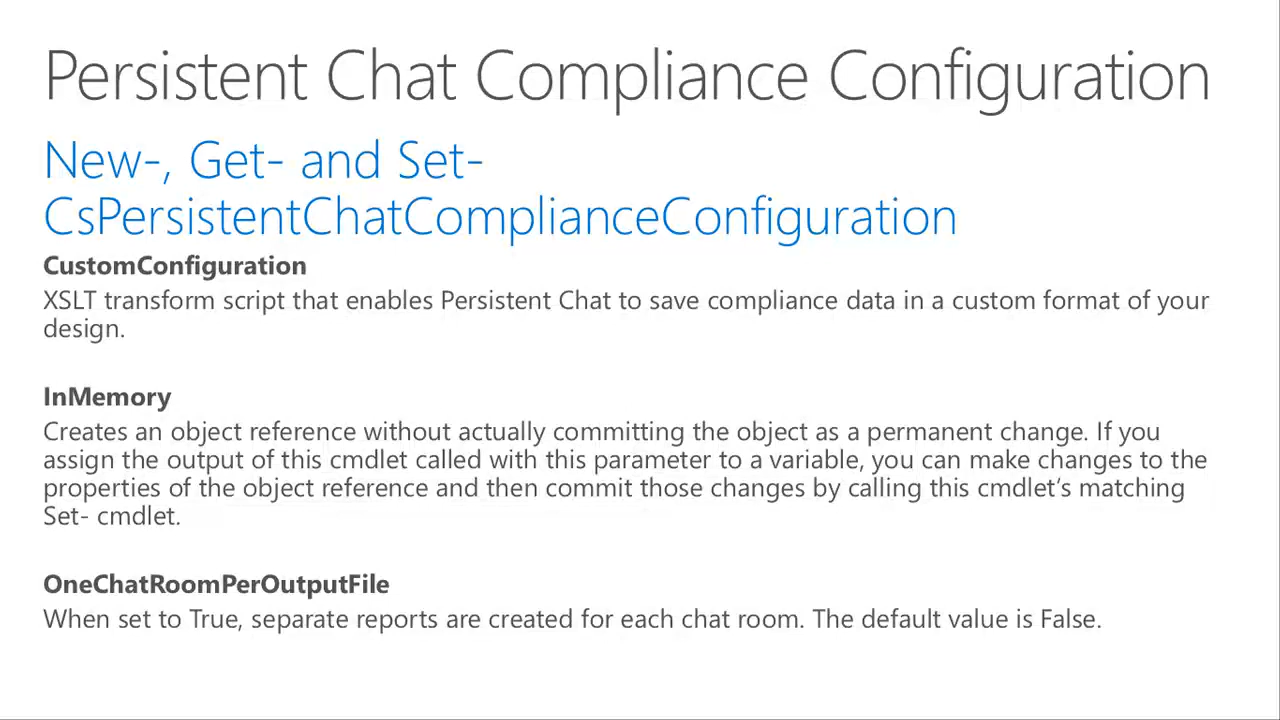 Persistent Chat Compliance Configuration
New-, Get- and Set-
CsPersistentChatComplianceConfiguration
CustomConfiguration
XSLT transform script that enables Persistent Chat to save compliance data in a custom format of your
design.
InMemory
Creates an object reference without actually committing the object as a permanent change. If you
assign the output of this cmdlet called with this parameter to a variable, you can make changes to the
properties of the object reference and then commit those changes by calling this cmdlet’s matching
Set- cmdlet.
OneChatRoomPerOutputFile
When set to True, separate reports are created for each chat room. The default value is False.